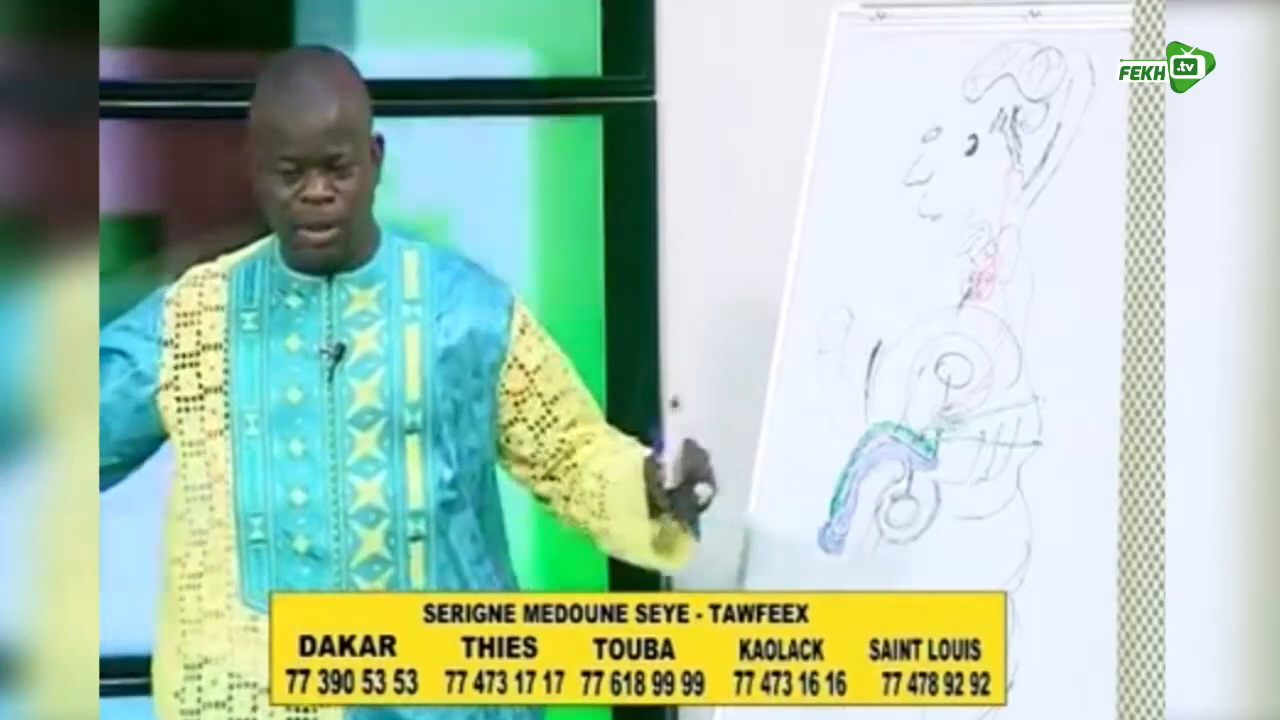 FEKH .tv
SERIGNE MEDOUNE SEYE - TAWFEEX
DAKAR THIES TOUBA KAOLACK SAINT LOUIS
77 390 53 53 77 473 17 17 77 618 99 99 77 473 16 16 77 478 92 92